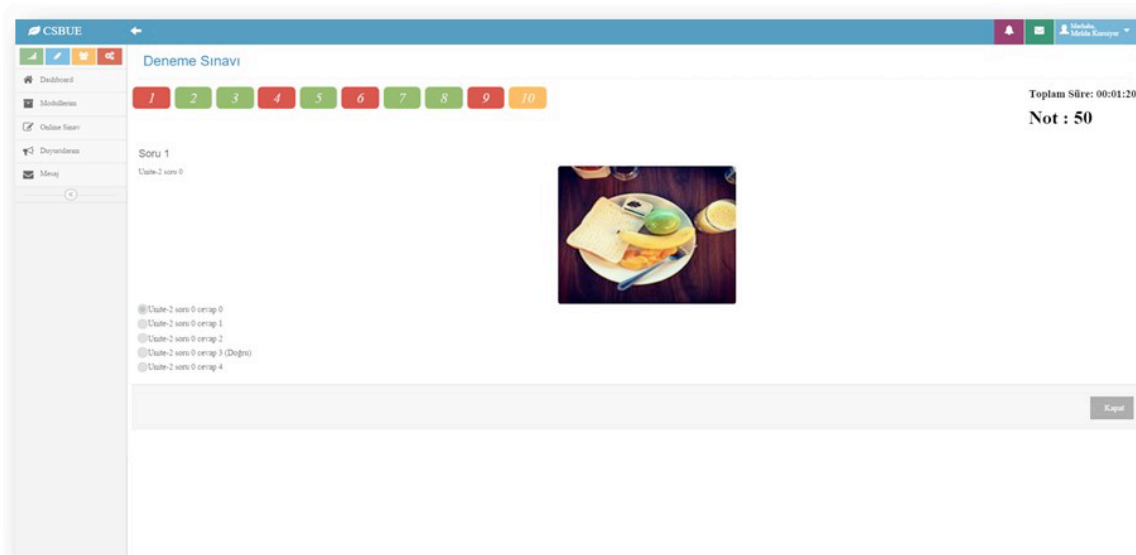 CSBUE
Merhaba,
Deneme Sınavı
Dashboard
Modullerim
Online Sınav
Duyurularım
Mesaj
1 2 3 4 5 6 7 8 9 10
Toplam Süre: 00:01:20
Not : 50
Soru 1
Unite-2 soru 0
Unite-2 soru 0 cevap 0
Unite-2 soru 0 cevap 1
Unite-2 soru 0 cevap 2
Unite-2 soru 0 cevap 3 (Doğru)
Unite-2 soru 0 cevap 4
Kapat